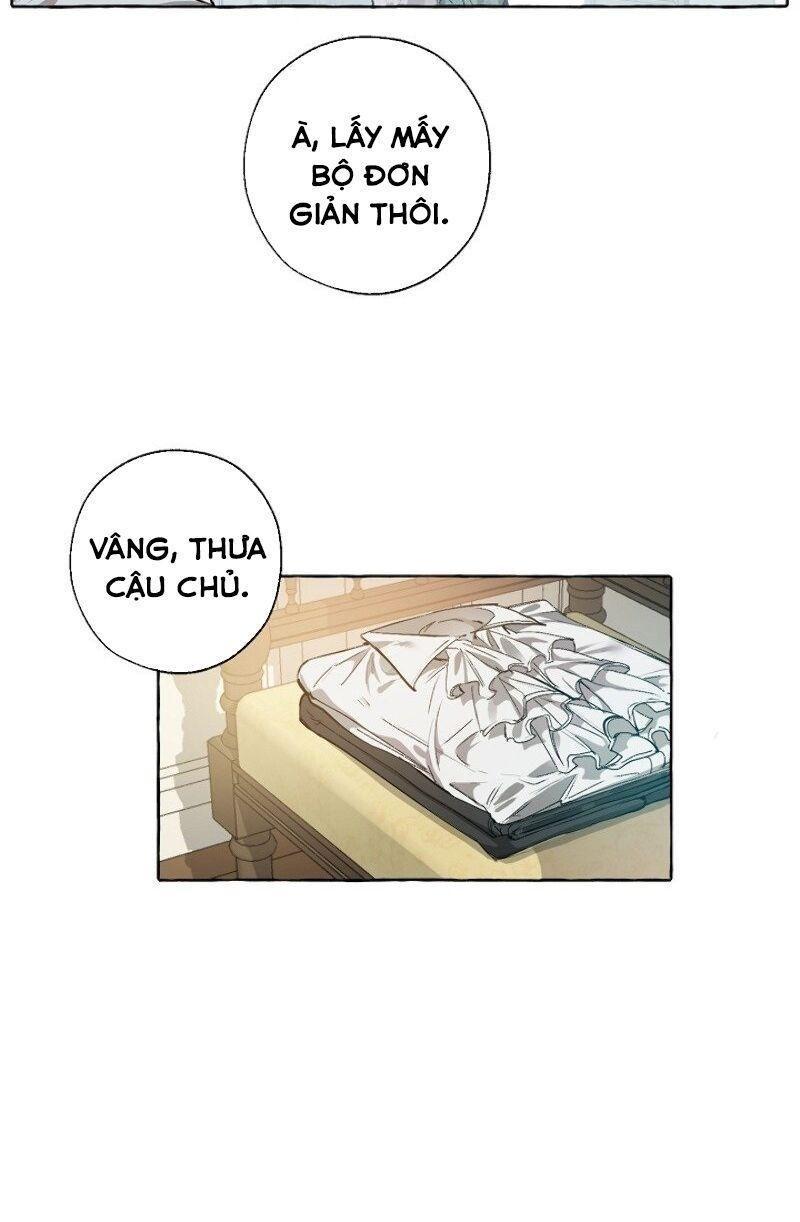 À, LẤY MẤY
BỘ ĐƠN
GIẢN THÔI.
VÂNG, THƯA
CẬU CHỦ.